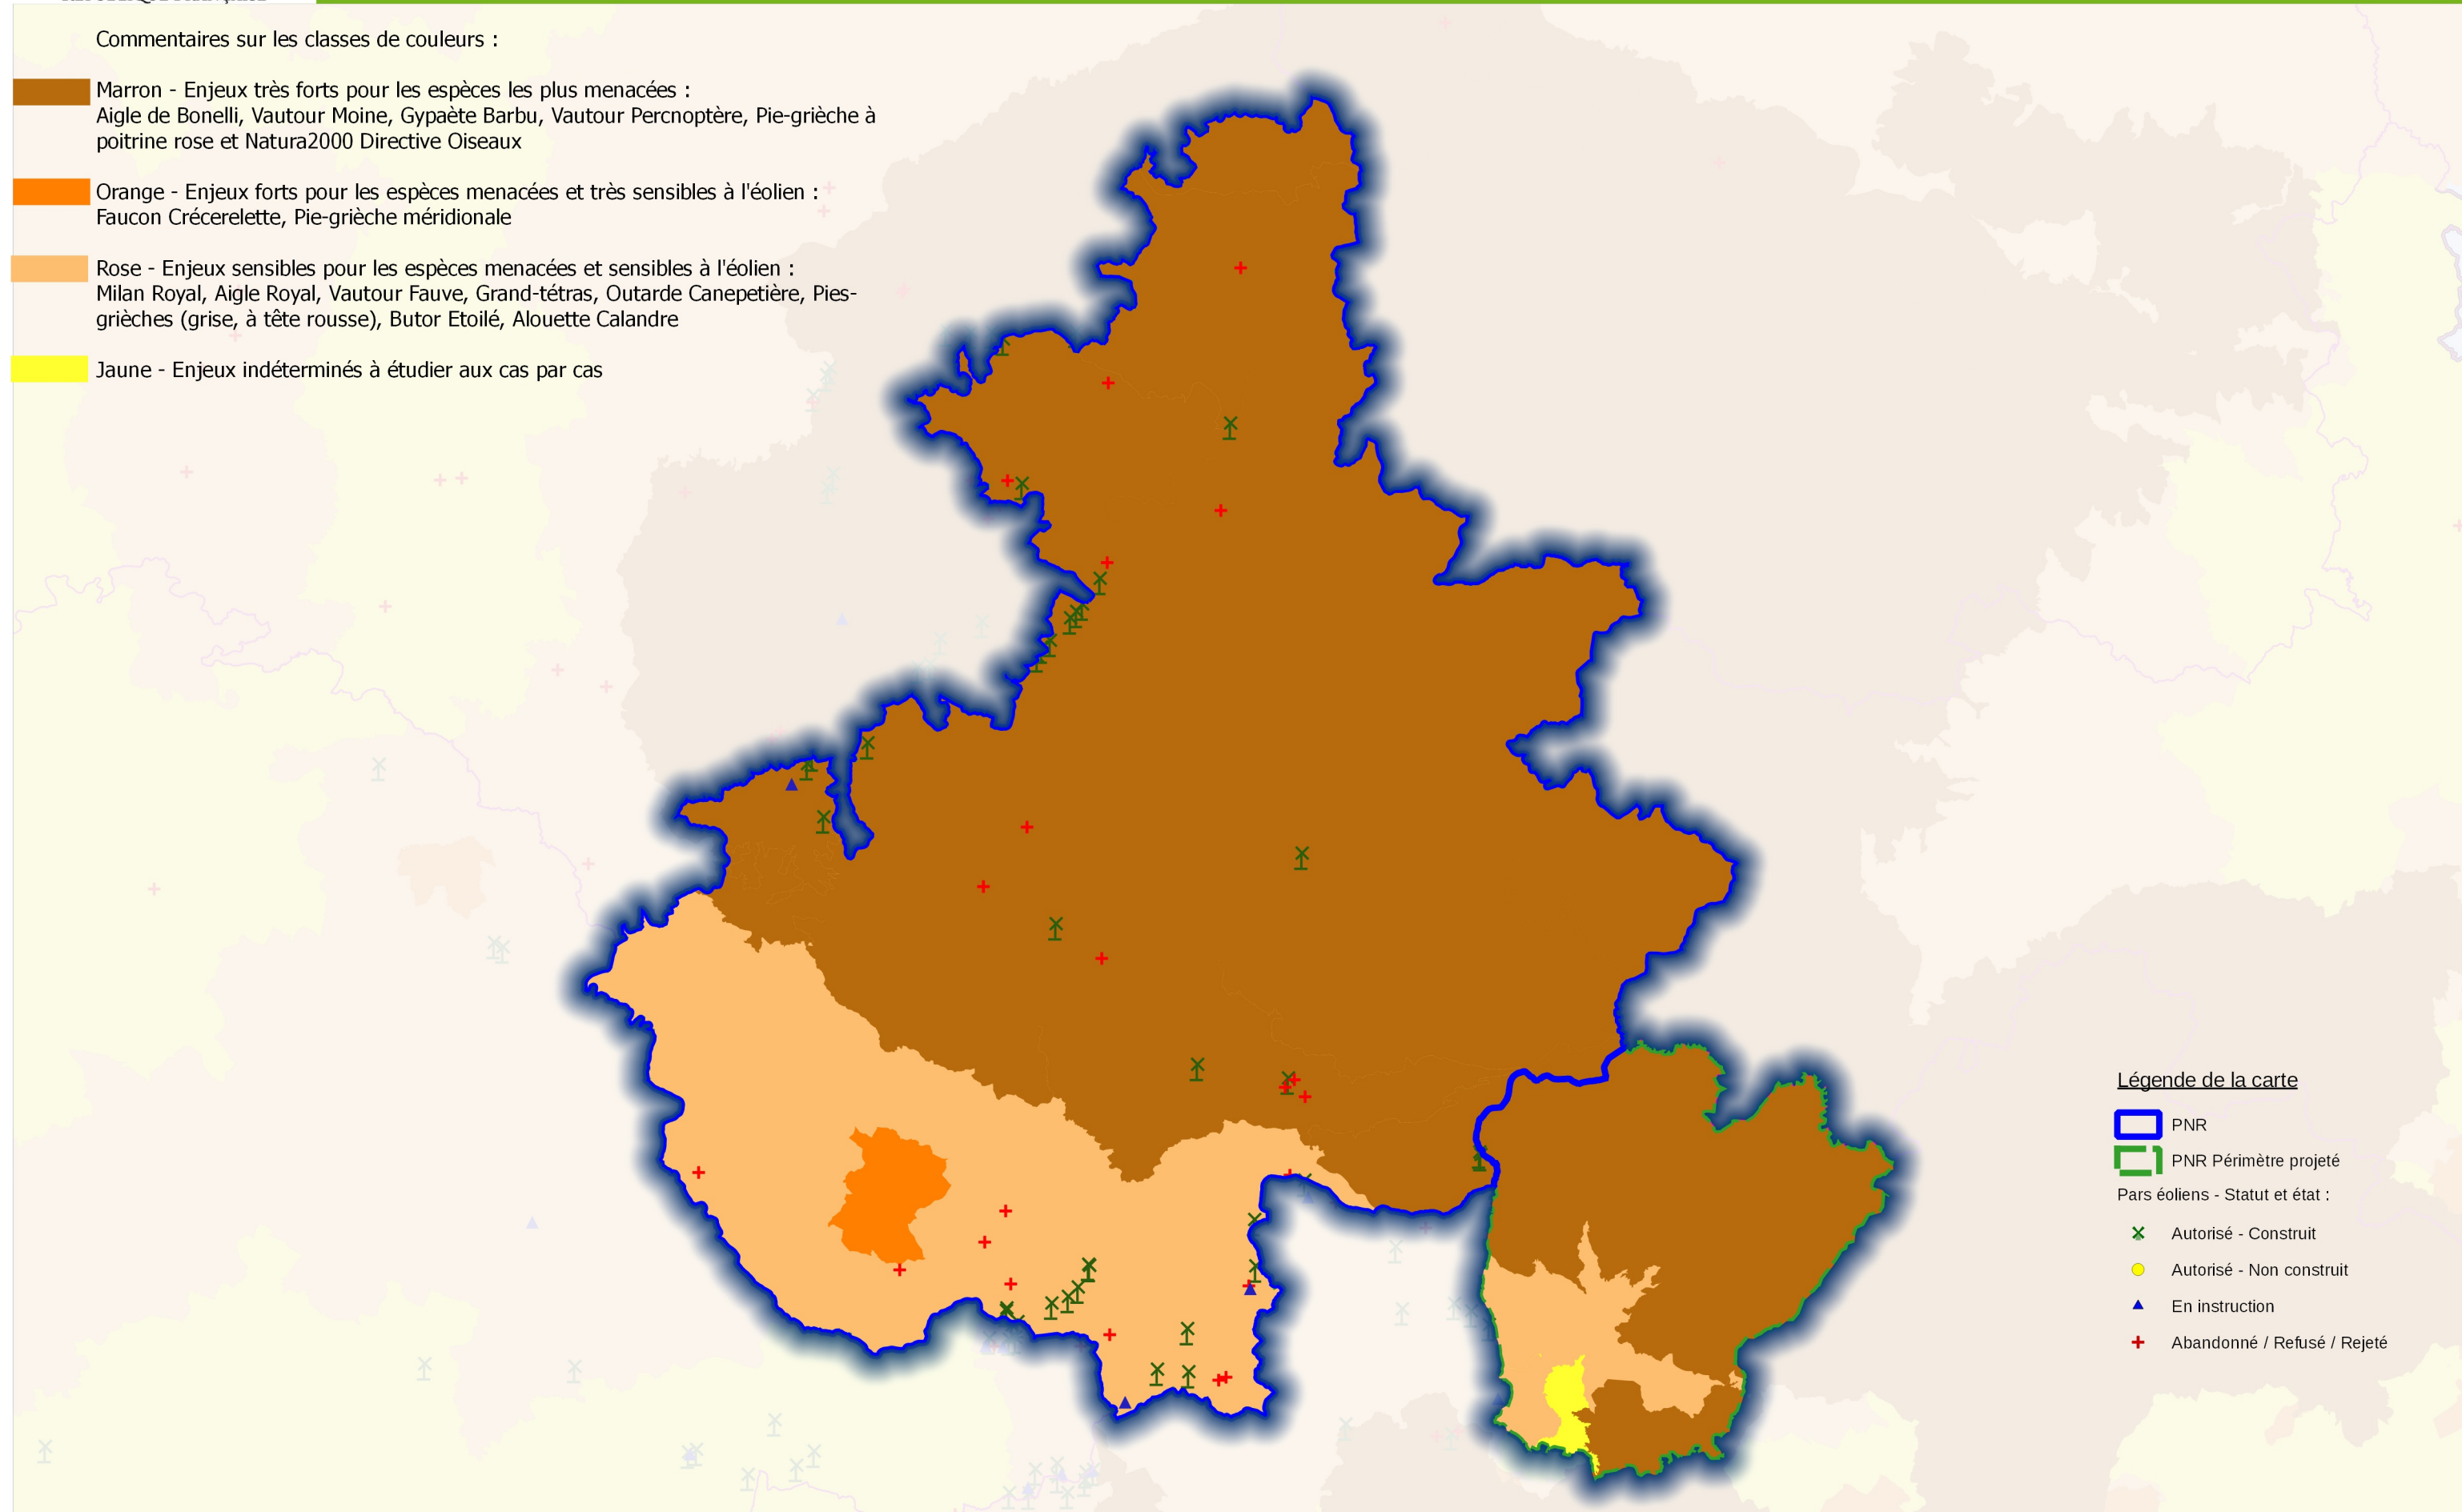 Commentaires sur les classes de couleurs :
Marron - Enjeux très forts pour les espèces les plus menacées :
Aigle de Bonelli, Vautour Moine, Gypaète Barbu, Vautour Percnoptère, Pie-grièche à
poitrine rose et Natura2000 Directive Oiseaux
Orange - Enjeux forts pour les espèces menacées et très sensibles à l'éolien :
Faucon Crécerelette, Pie-grièche méridionale
Rose - Enjeux sensibles pour les espèces menacées et sensibles à l'éolien :
Milan Royal, Aigle Royal, Vautour Fauve, Grand-tétras, Outarde Canepetière, Pies-
grièches (grise, à tête rousse), Butor Etoilé, Alouette Calandre
Jaune - Enjeux indéterminés à étudier aux cas par cas
Légende de la carte
PNR
PNR Périmètre projeté
Pars éoliens - Statut et état :
Autorisé - Construit
Autorisé - Non construit
En instruction
Abandonné / Refusé / Rejeté